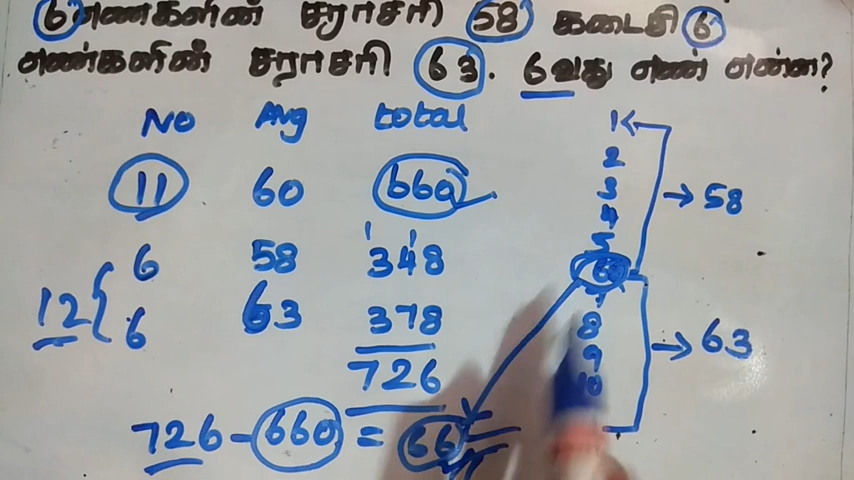 6 எண்களின் சராசரி 58 கடைசி 6
எண்களின் சராசரி 63. 6வது எண் என்ன?
No Avg total
11 60 660
6 58 348
12 { 6 63 378
726
726 - 660 = 66
1
2
3
4
5
6
7
8
9
10
→ 58
→ 63